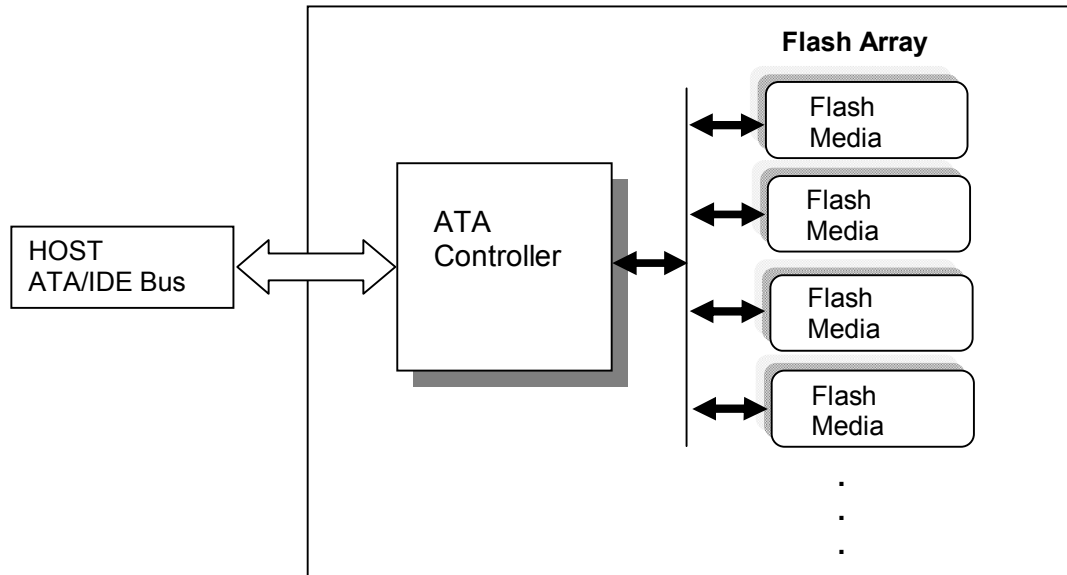 Flash Array
Flash
Media
Flash
Media
Flash
Media
Flash
Media
ATA
Controller
HOST
ATA/IDE Bus
.
.
.